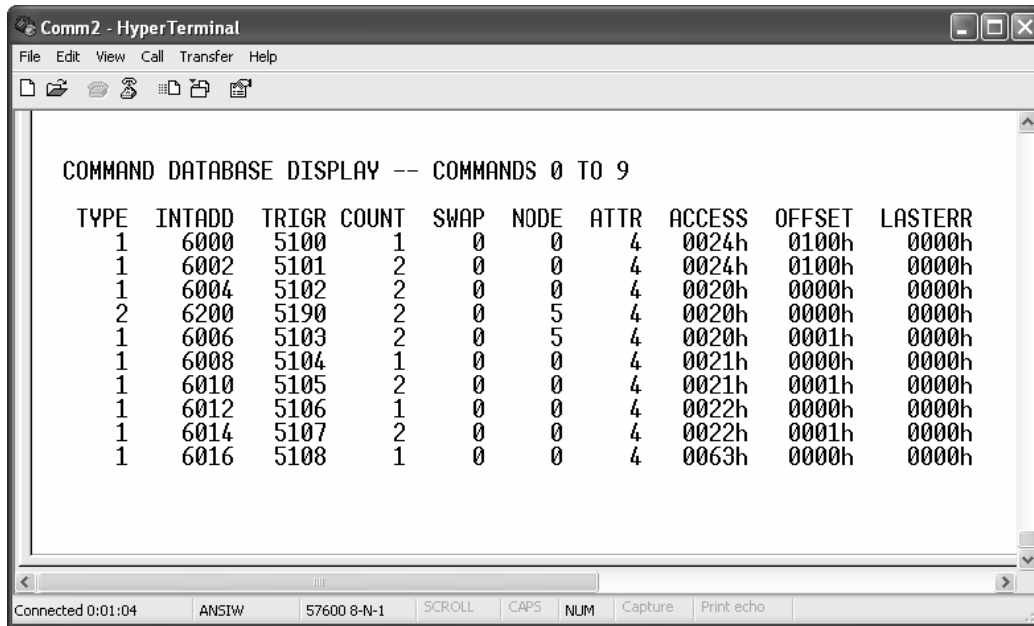 Comm2 - HyperTerminal
File Edit View Call Transfer Help
COMMAND DATABASE DISPLAY -- COMMANDS 0 TO 9
TYPE INTADD TRIGR COUNT SWAP NODE ATTR ACCESS OFFSET LASTERR
1 6000 5100 1 0 0 4 0024h 0100h 0000h
1 6002 5101 2 0 0 4 0024h 0100h 0000h
1 6004 5102 2 0 0 4 0020h 0000h 0000h
2 6200 5190 2 0 5 4 0020h 0000h 0000h
1 6006 5103 2 0 5 4 0020h 0001h 0000h
1 6008 5104 1 0 0 4 0021h 0000h 0000h
1 6010 5105 2 0 0 4 0021h 0001h 0000h
1 6012 5106 1 0 0 4 0022h 0000h 0000h
1 6014 5107 2 0 0 4 0022h 0001h 0000h
1 6016 5108 1 0 0 4 0063h 0000h 0000h
Connected 0:01:04 ANSIW 57600 8-N-1 SCROLL CAPS NUM Capture Print echo